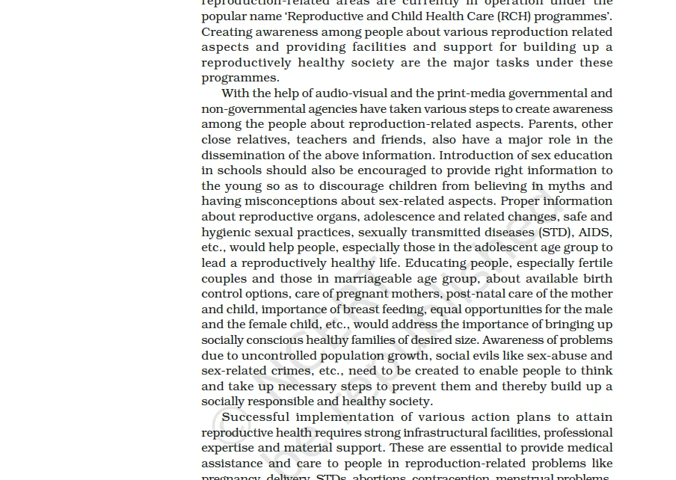 reproduction-related areas are currently in operation under the
popular name ‘Reproductive and Child Health Care (RCH) programmes’.
Creating awareness among people about various reproduction related
aspects and providing facilities and support for building up a
reproductively healthy society are the major tasks under these
programmes.
With the help of audio-visual and the print-media governmental and
non-governmental agencies have taken various steps to create awareness
among the people about reproduction-related aspects. Parents, other
close relatives, teachers and friends, also have a major role in the
dissemination of the above information. Introduction of sex education
in schools should also be encouraged to provide right information to
the young so as to discourage children from believing in myths and
having misconceptions about sex-related aspects. Proper information
about reproductive organs, adolescence and related changes, safe and
hygienic sexual practices, sexually transmitted diseases (STD), AIDS,
etc., would help people, especially those in the adolescent age group to
lead a reproductively healthy life. Educating people, especially fertile
couples and those in marriageable age group, about available birth
control options, care of pregnant mothers, post-natal care of the mother
and child, importance of breast feeding, equal opportunities for the male
and the female child, etc., would address the importance of bringing up
socially conscious healthy families of desired size. Awareness of problems
due to uncontrolled population growth, social evils like sex-abuse and
sex-related crimes, etc., need to be created to enable people to think
and take up necessary steps to prevent them and thereby build up a
socially responsible and healthy society.
Successful implementation of various action plans to attain
reproductive health requires strong infrastructural facilities, professional
expertise and material support. These are essential to provide medical
assistance and care to people in reproduction-related problems like
pregnancy, delivery, STDs, abortions, contraception, menstrual problems,
© NCERT
be republished